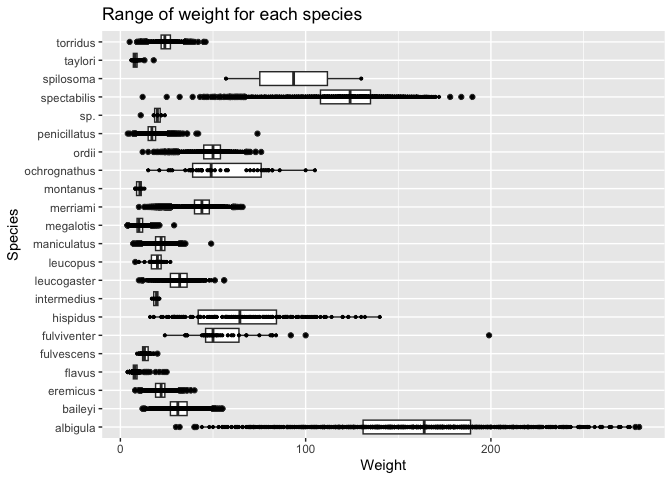 Range of weight for each species
torridus
taylori
spilosoma
spectabilis
sp.
penicillatus
ordii
ochrognathus
montanus
merriami
megalotis
maniculatus
leucopus
leucogaster
intermedius
hispidus
fulviventer
fulvescens
flavus
eremicus
baileyi
albigula
Species
0 100 200
Weight